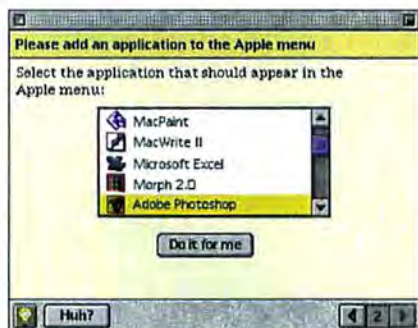 Please add an application to the Apple menu
Select the application that should appear in the
Apple menu:
MacPaint
MacWrite II
Microsoft Excel
Morph 2.0
Adobe Photoshop
Do it for me
Huh?
2